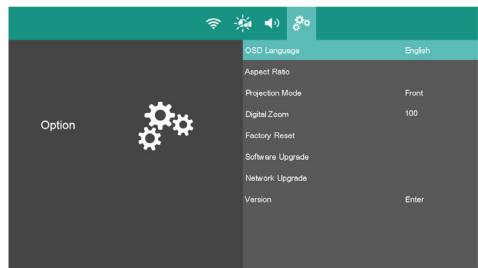 OSD Language English
Aspect Ratio
Projection Mode Front
Digital Zoom 100
Option
Factory Reset
Software Upgrade
Network Upgrade
Version Enter